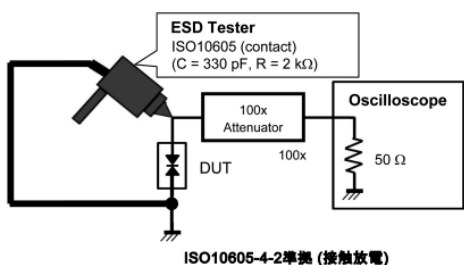 ESD Tester
ISO10605 (contact)
(C = 330 pF, R = 2 kΩ)
100x
Attenuator
100x
Oscilloscope
50 Ω
DUT
ISO10605-4-2準拠 (接触放電)